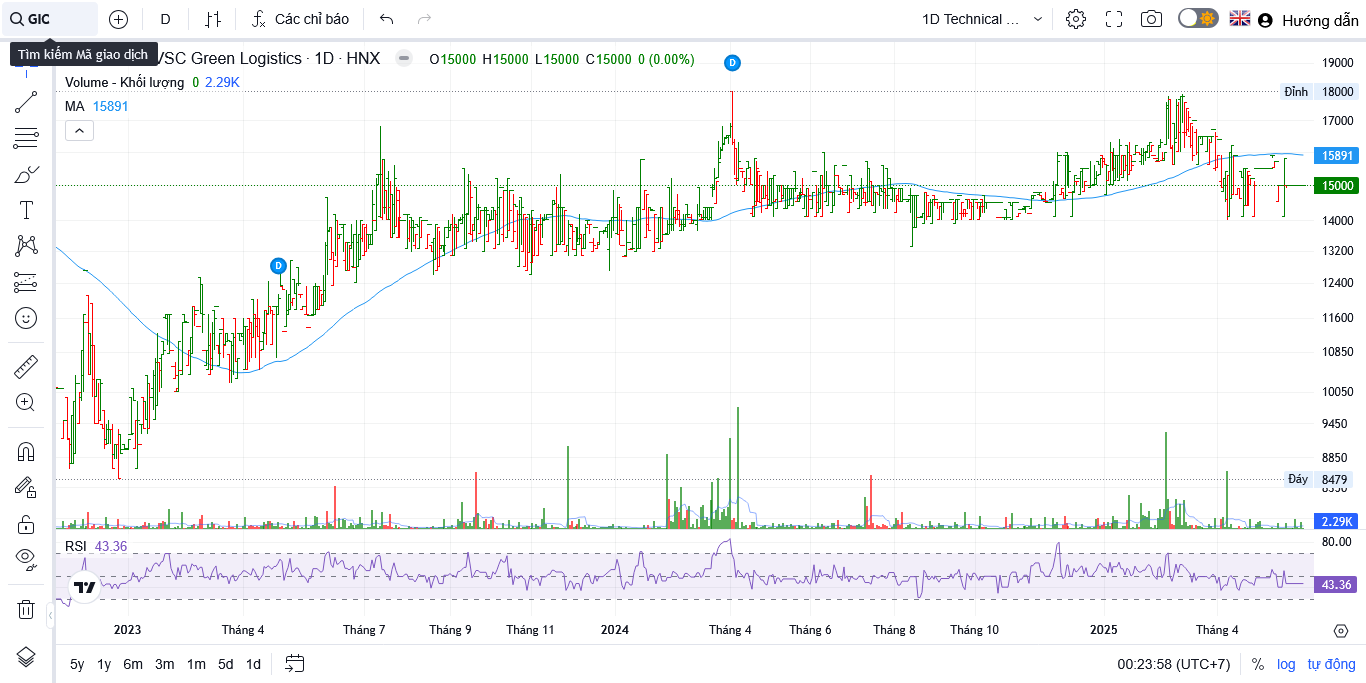 GIC D Các chỉ báo 1D Technical ... Hướng dẫn
Tìm kiếm Mã giao dịch
VSC Green Logistics · 1D · HNX O15000 H15000 L15000 C15000 0 (0.00%)
Volume - Khối lượng 0 2.29K
MA 15891
D
D
19000
Đỉnh 18000
17000
15891
15000
14000
13200
12400
11600
10850
10050
9450
8850
Đáy 8479
2.29K
RSI 43.36
80.00
43.36
2023 Tháng 4 Tháng 7 Tháng 9 Tháng 11 2024 Tháng 4 Tháng 6 Tháng 8 Tháng 10 2025 Tháng 4
5y 1y 6m 3m 1m 5d 1d 00:23:58 (UTC+7) % log tự động